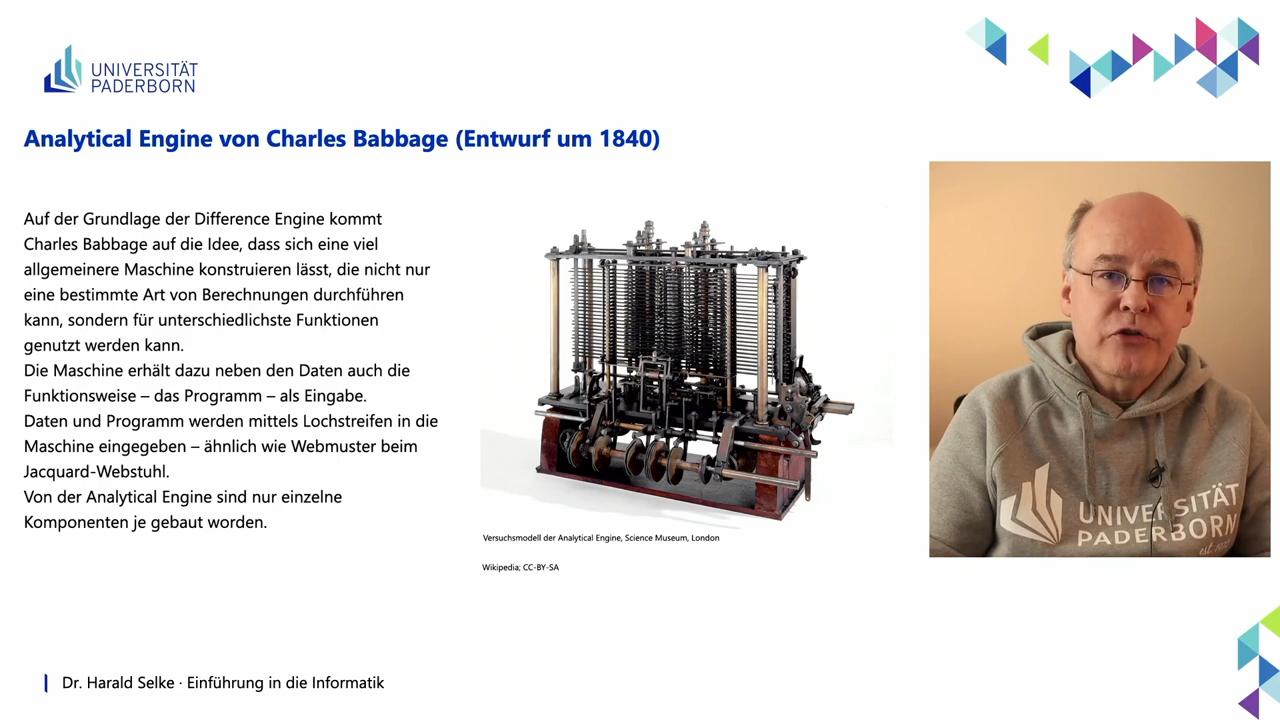 UNIVERSITÄT
PADERBORN
Analytical Engine von Charles Babbage (Entwurf um 1840)
Auf der Grundlage der Difference Engine kommt
Charles Babbage auf die Idee, dass sich eine viel
allgemeinere Maschine konstruieren lässt, die nicht nur
eine bestimmte Art von Berechnungen durchführen
kann, sondern für unterschiedlichste Funktionen
genutzt werden kann.
Die Maschine erhält dazu neben den Daten auch die
Funktionsweise – das Programm – als Eingabe.
Daten und Programm werden mittels Lochstreifen in die
Maschine eingegeben – ähnlich wie Webmuster beim
Jacquard-Webstuhl.
Von der Analytical Engine sind nur einzelne
Komponenten je gebaut worden.
Versuchsmodell der Analytical Engine, Science Museum, London
Wikipedia; CC-BY-SA
UNIVERSITÄT
PADERBORN
est.
Dr. Harald Selke · Einführung in die Informatik